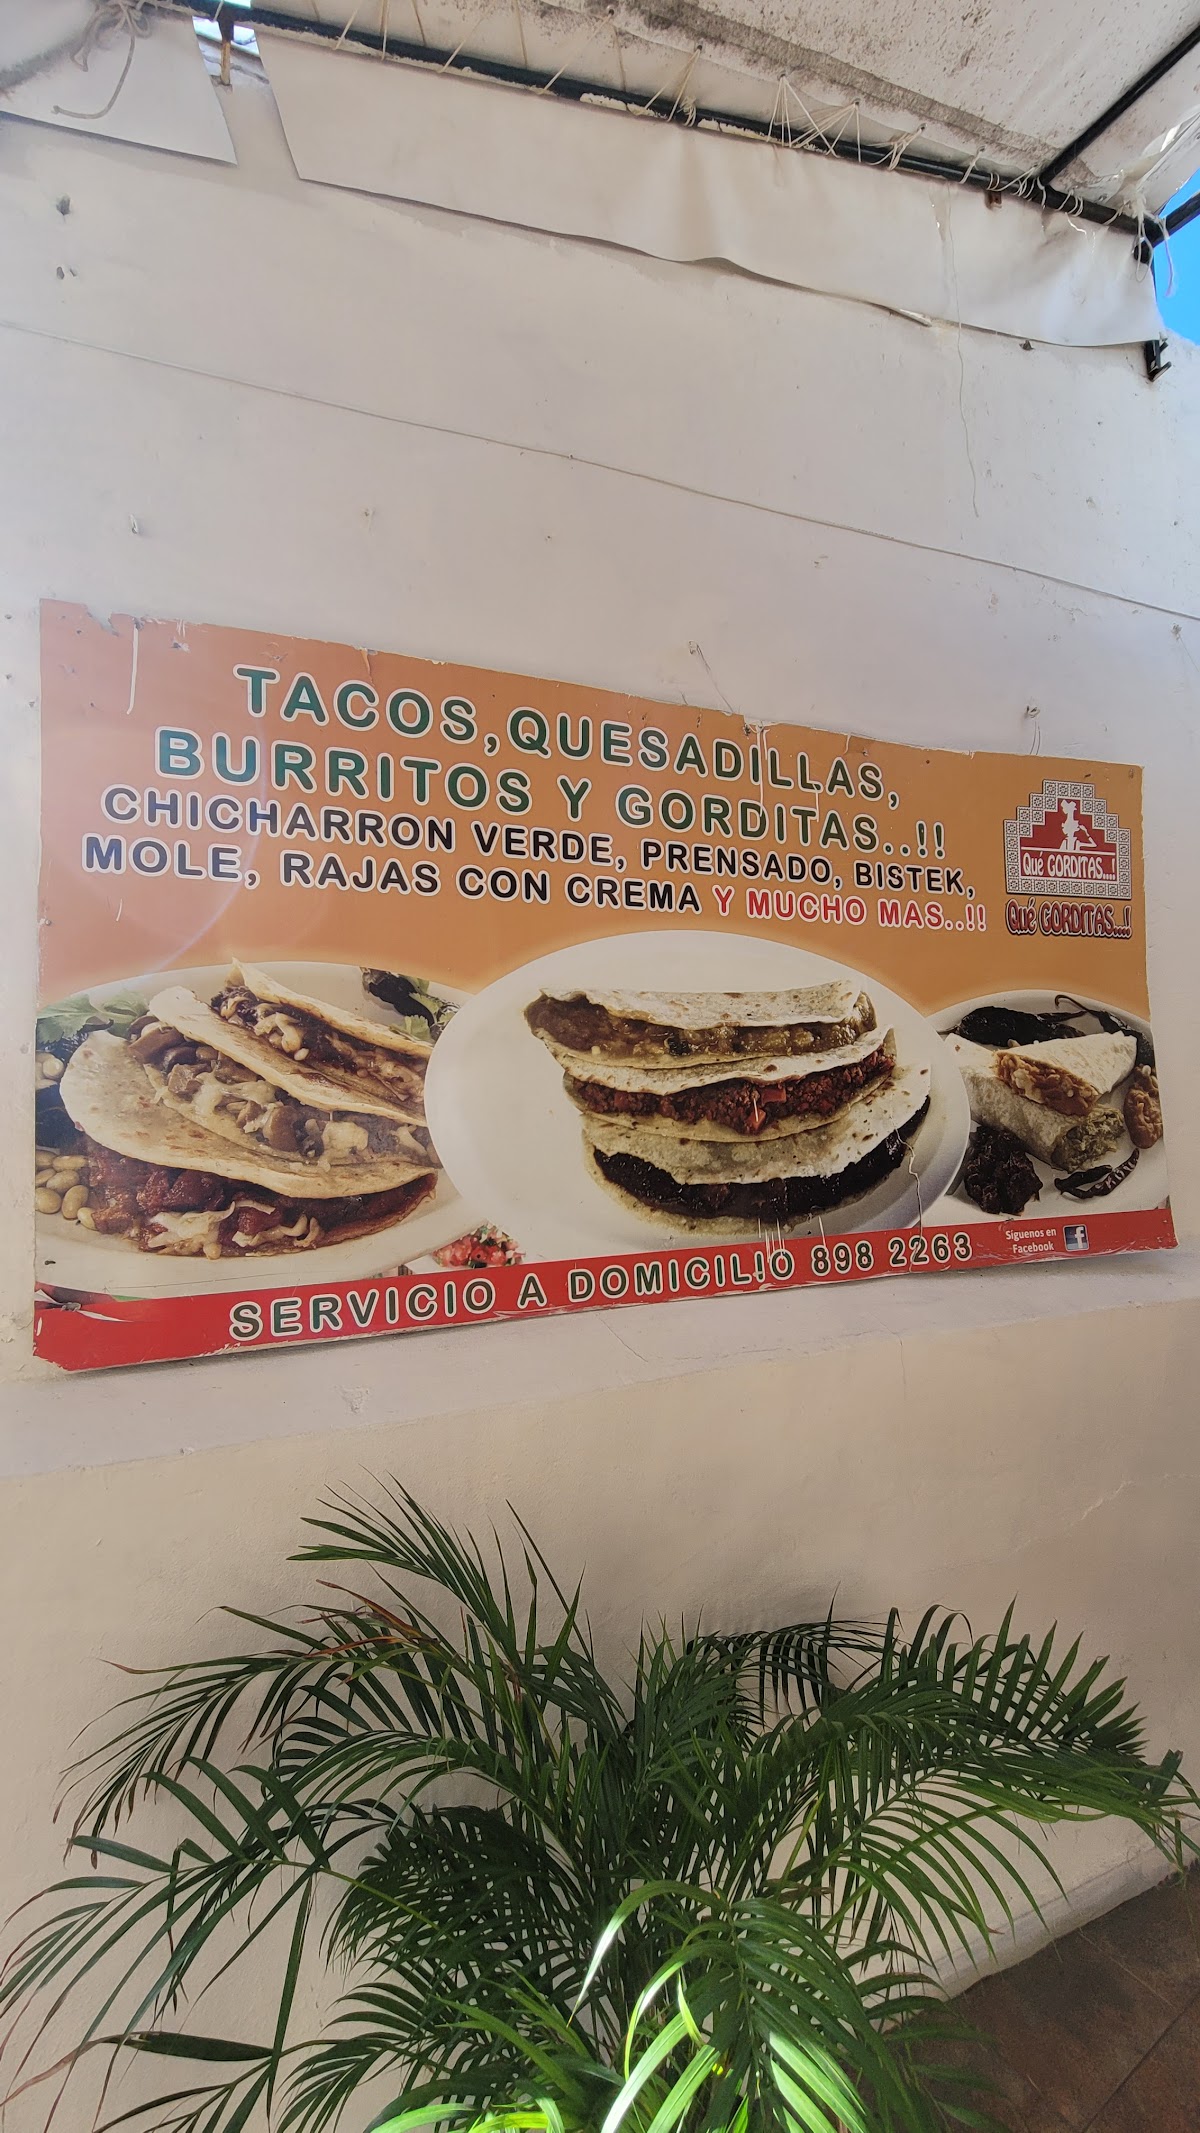 TACOS, QUESADILLAS,
BURRITOS Y GORDITAS..!!
CHICHARRON VERDE, PRENSADO, BISTEK,
MOLE, RAJAS CON CREMA Y MUCHO MAS..!!
Qué GORDITAS...!
Qué GORDITAS...!
SERVICIO A DOMICILIO 898 2263
Síguenos en
Facebook
f